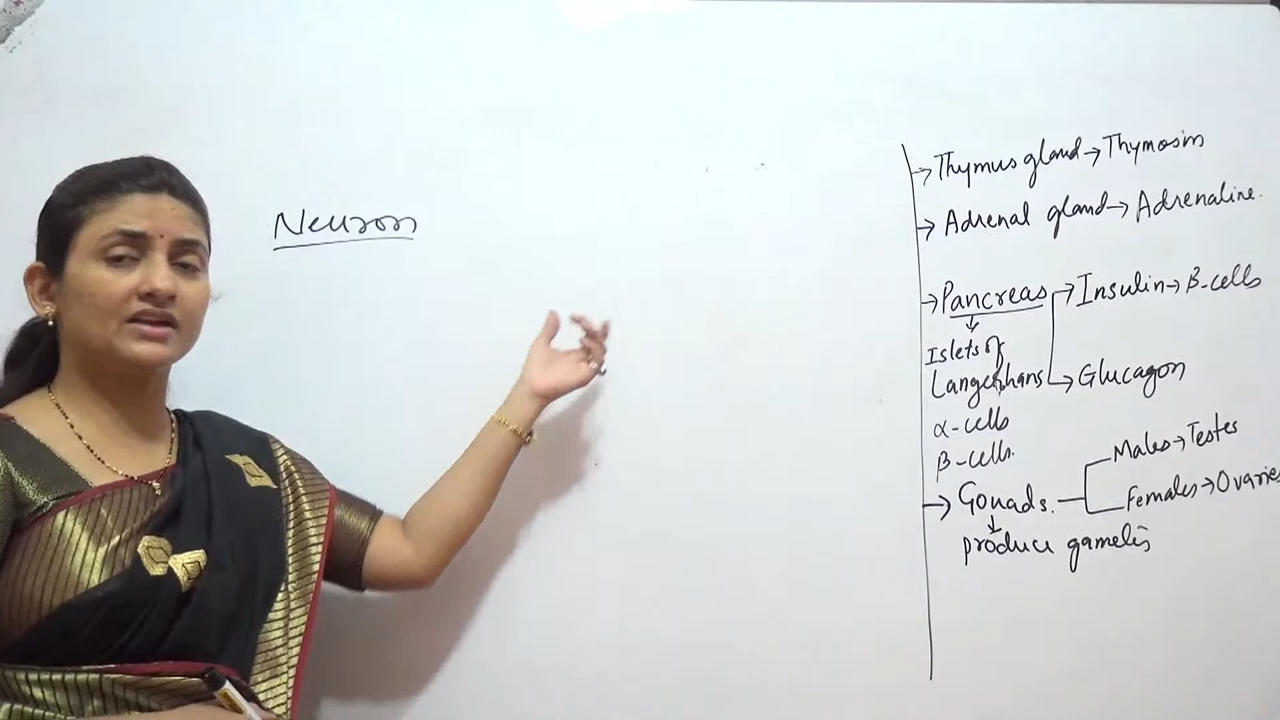 Neuron
→ Thymus gland → Thymosin
→ Adrenal gland → Adrenaline.
→ Pancreas → Insulin → β-cells
↓
Islets of
Langerhans → Glucagon
α-cells
β-cells.
Males → Testes
→ Gonads.
Females → Ovaries
↓
produce gametes